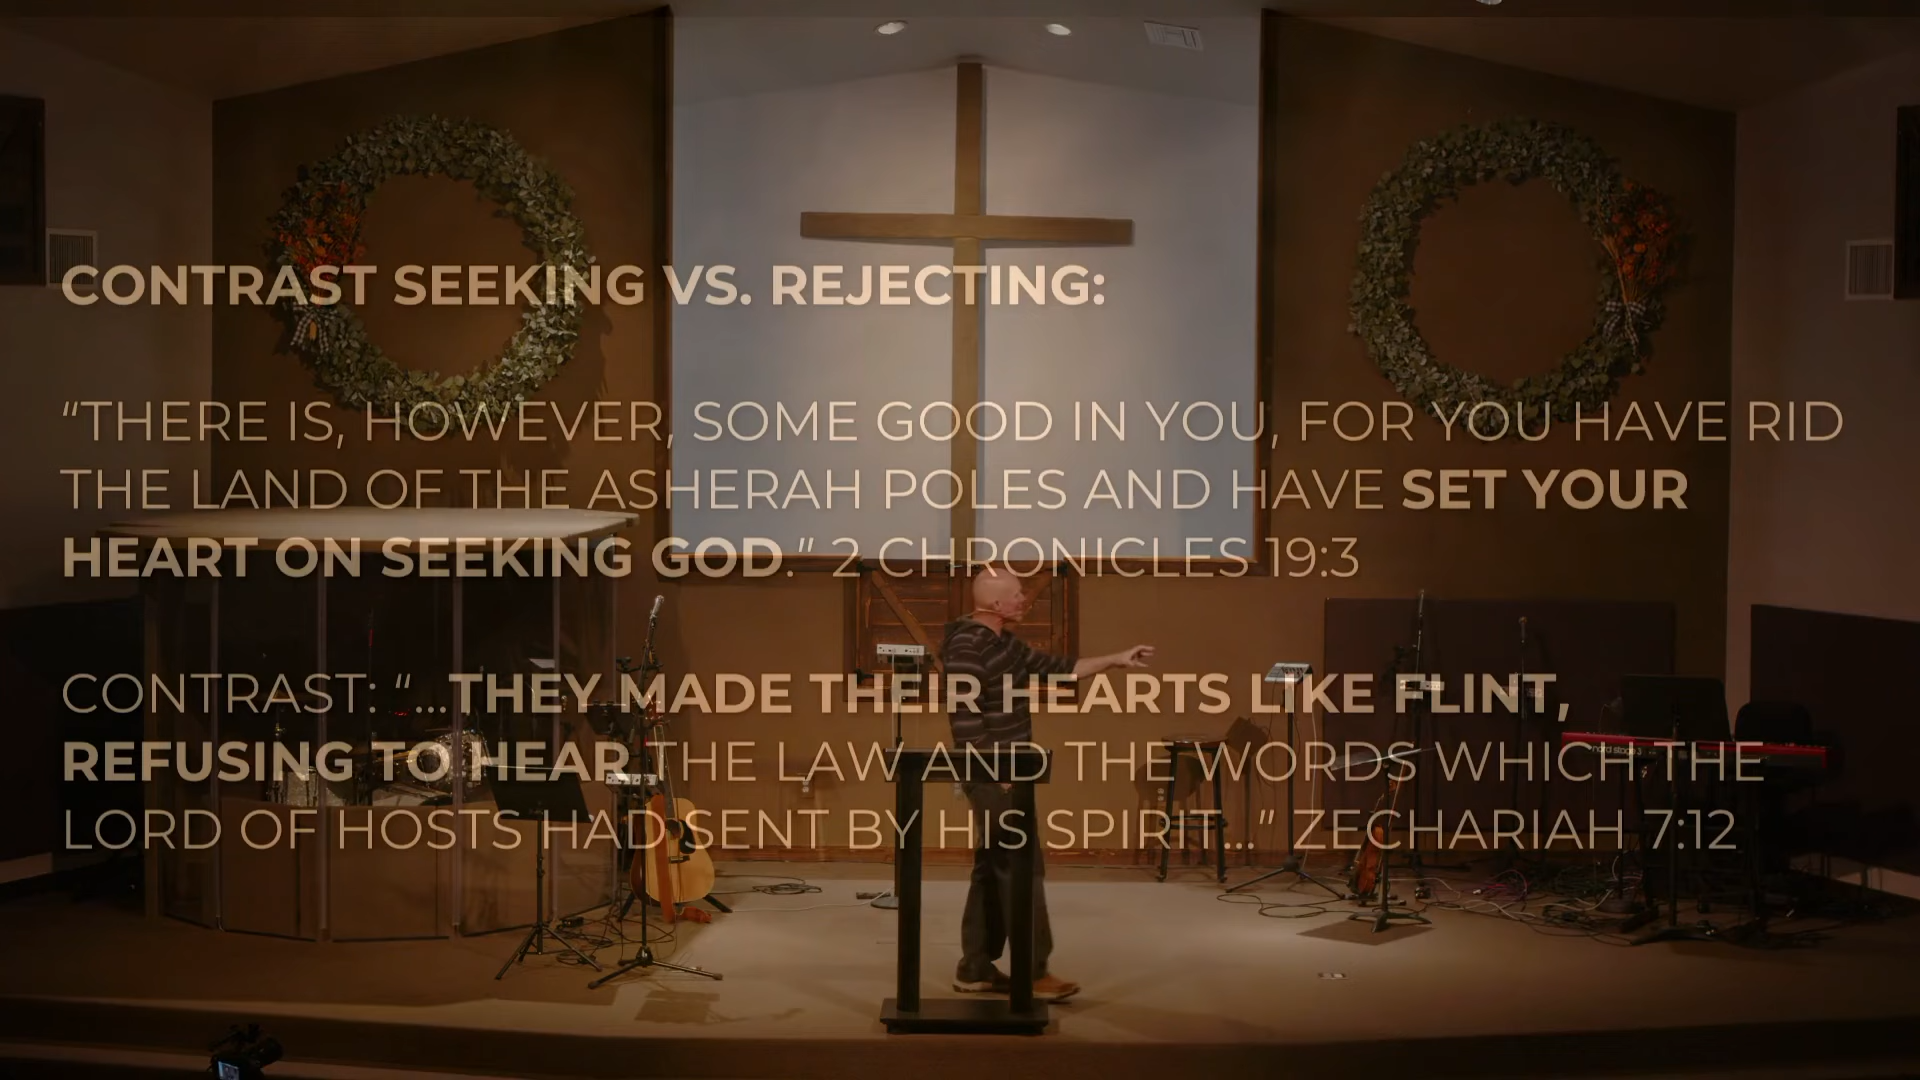 CONTRAST SEEKING VS. REJECTING:
“THERE IS, HOWEVER, SOME GOOD IN YOU, FOR YOU HAVE RID
THE LAND OF THE ASHERAH POLES AND HAVE SET YOUR
HEART ON SEEKING GOD.” 2 CHRONICLES 19:3
CONTRAST: “…THEY MADE THEIR HEARTS LIKE FLINT,
REFUSING TO HEAR THE LAW AND THE WORDS WHICH THE
LORD OF HOSTS HAD SENT BY HIS SPIRIT…” ZECHARIAH 7:12
nord stage 3